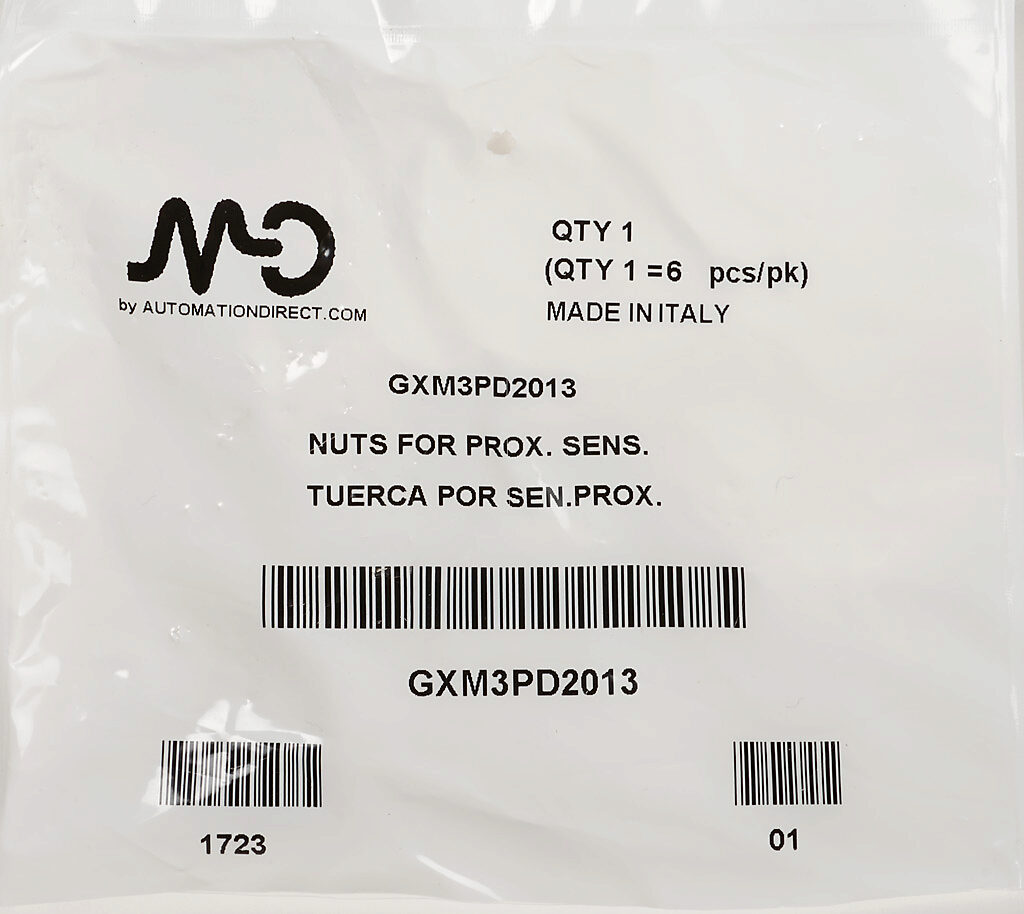 by AUTOMATIONDIRECT.COM
QTY 1
(QTY 1 =6 pcs/pk)
MADE IN ITALY
GXM3PD2013
NUTS FOR PROX. SENS.
TUERCA POR SEN.PROX.
GXM3PD2013
1723
01